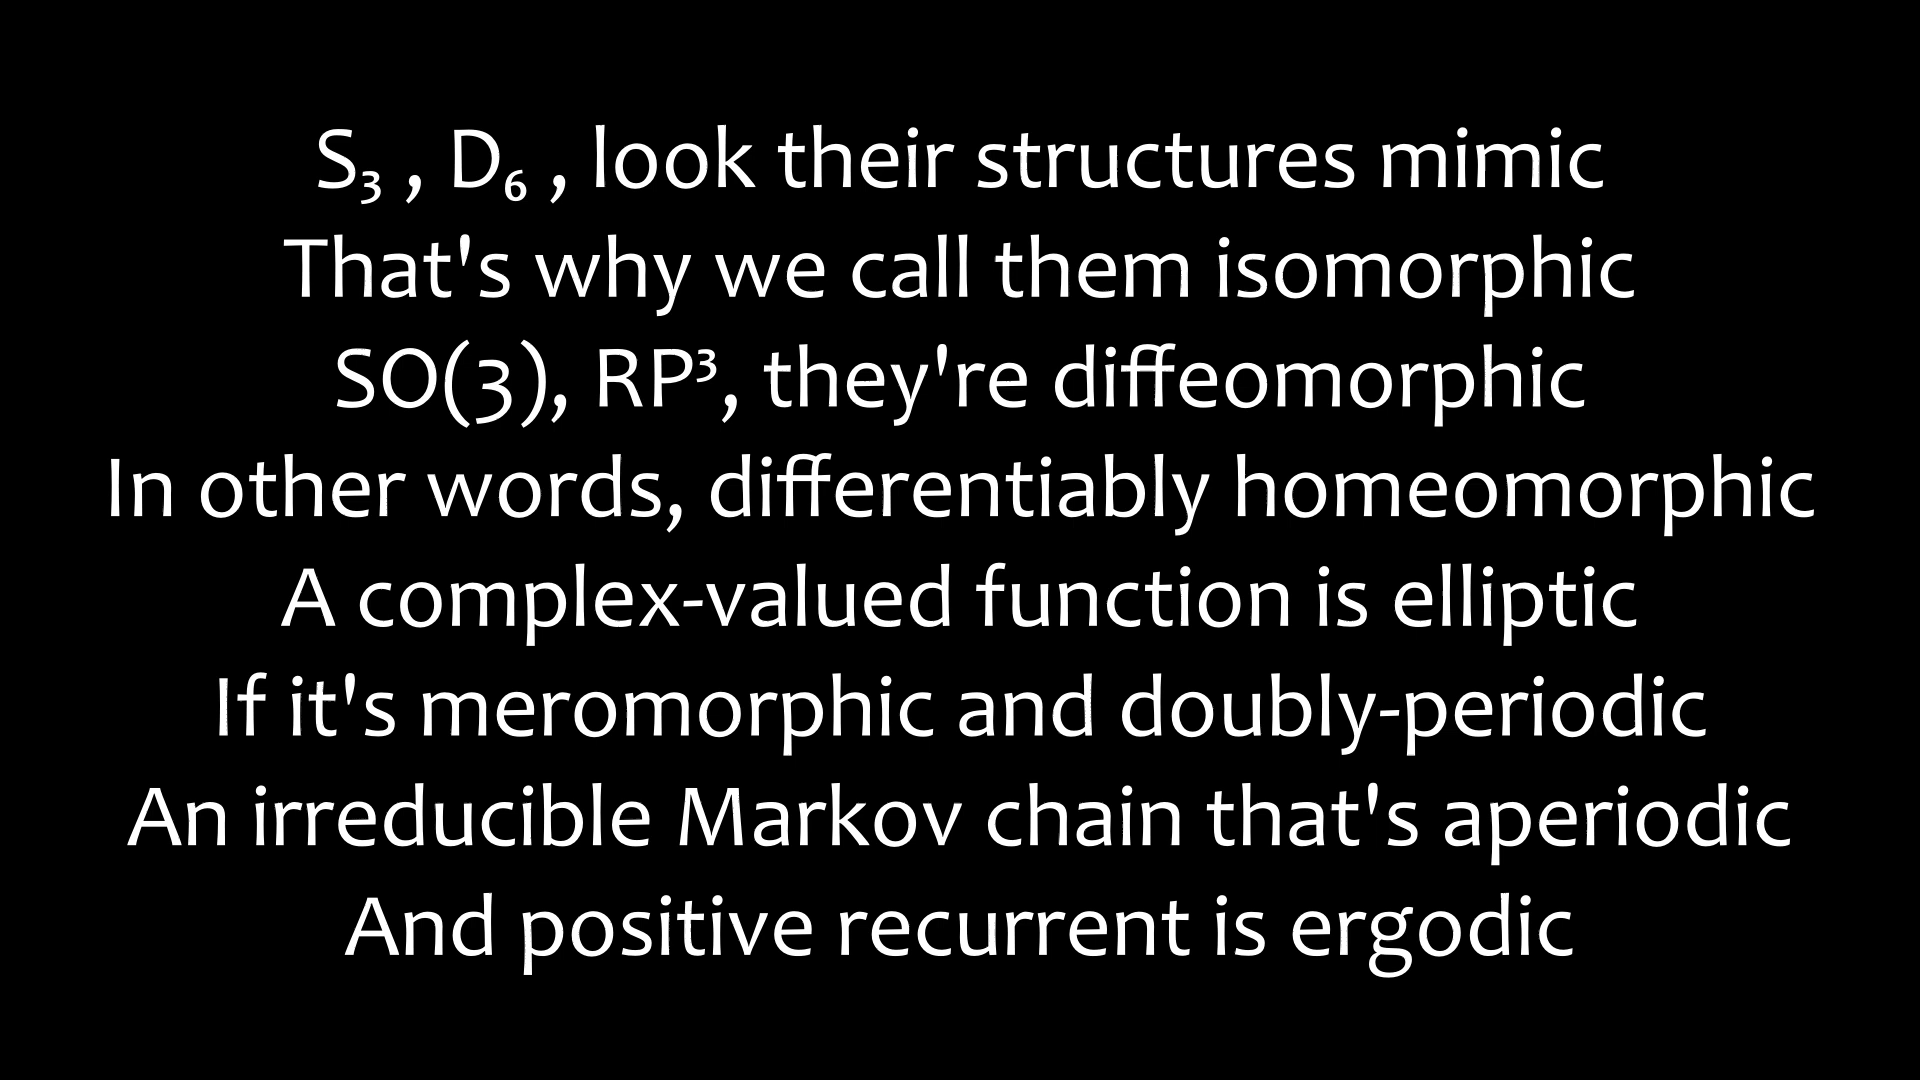 S₃ , D₆ , look their structures mimic
That's why we call them isomorphic
SO(3), RP³, they're diffeomorphic
In other words, differentiably homeomorphic
A complex-valued function is elliptic
If it's meromorphic and doubly-periodic
An irreducible Markov chain that's aperiodic
And positive recurrent is ergodic